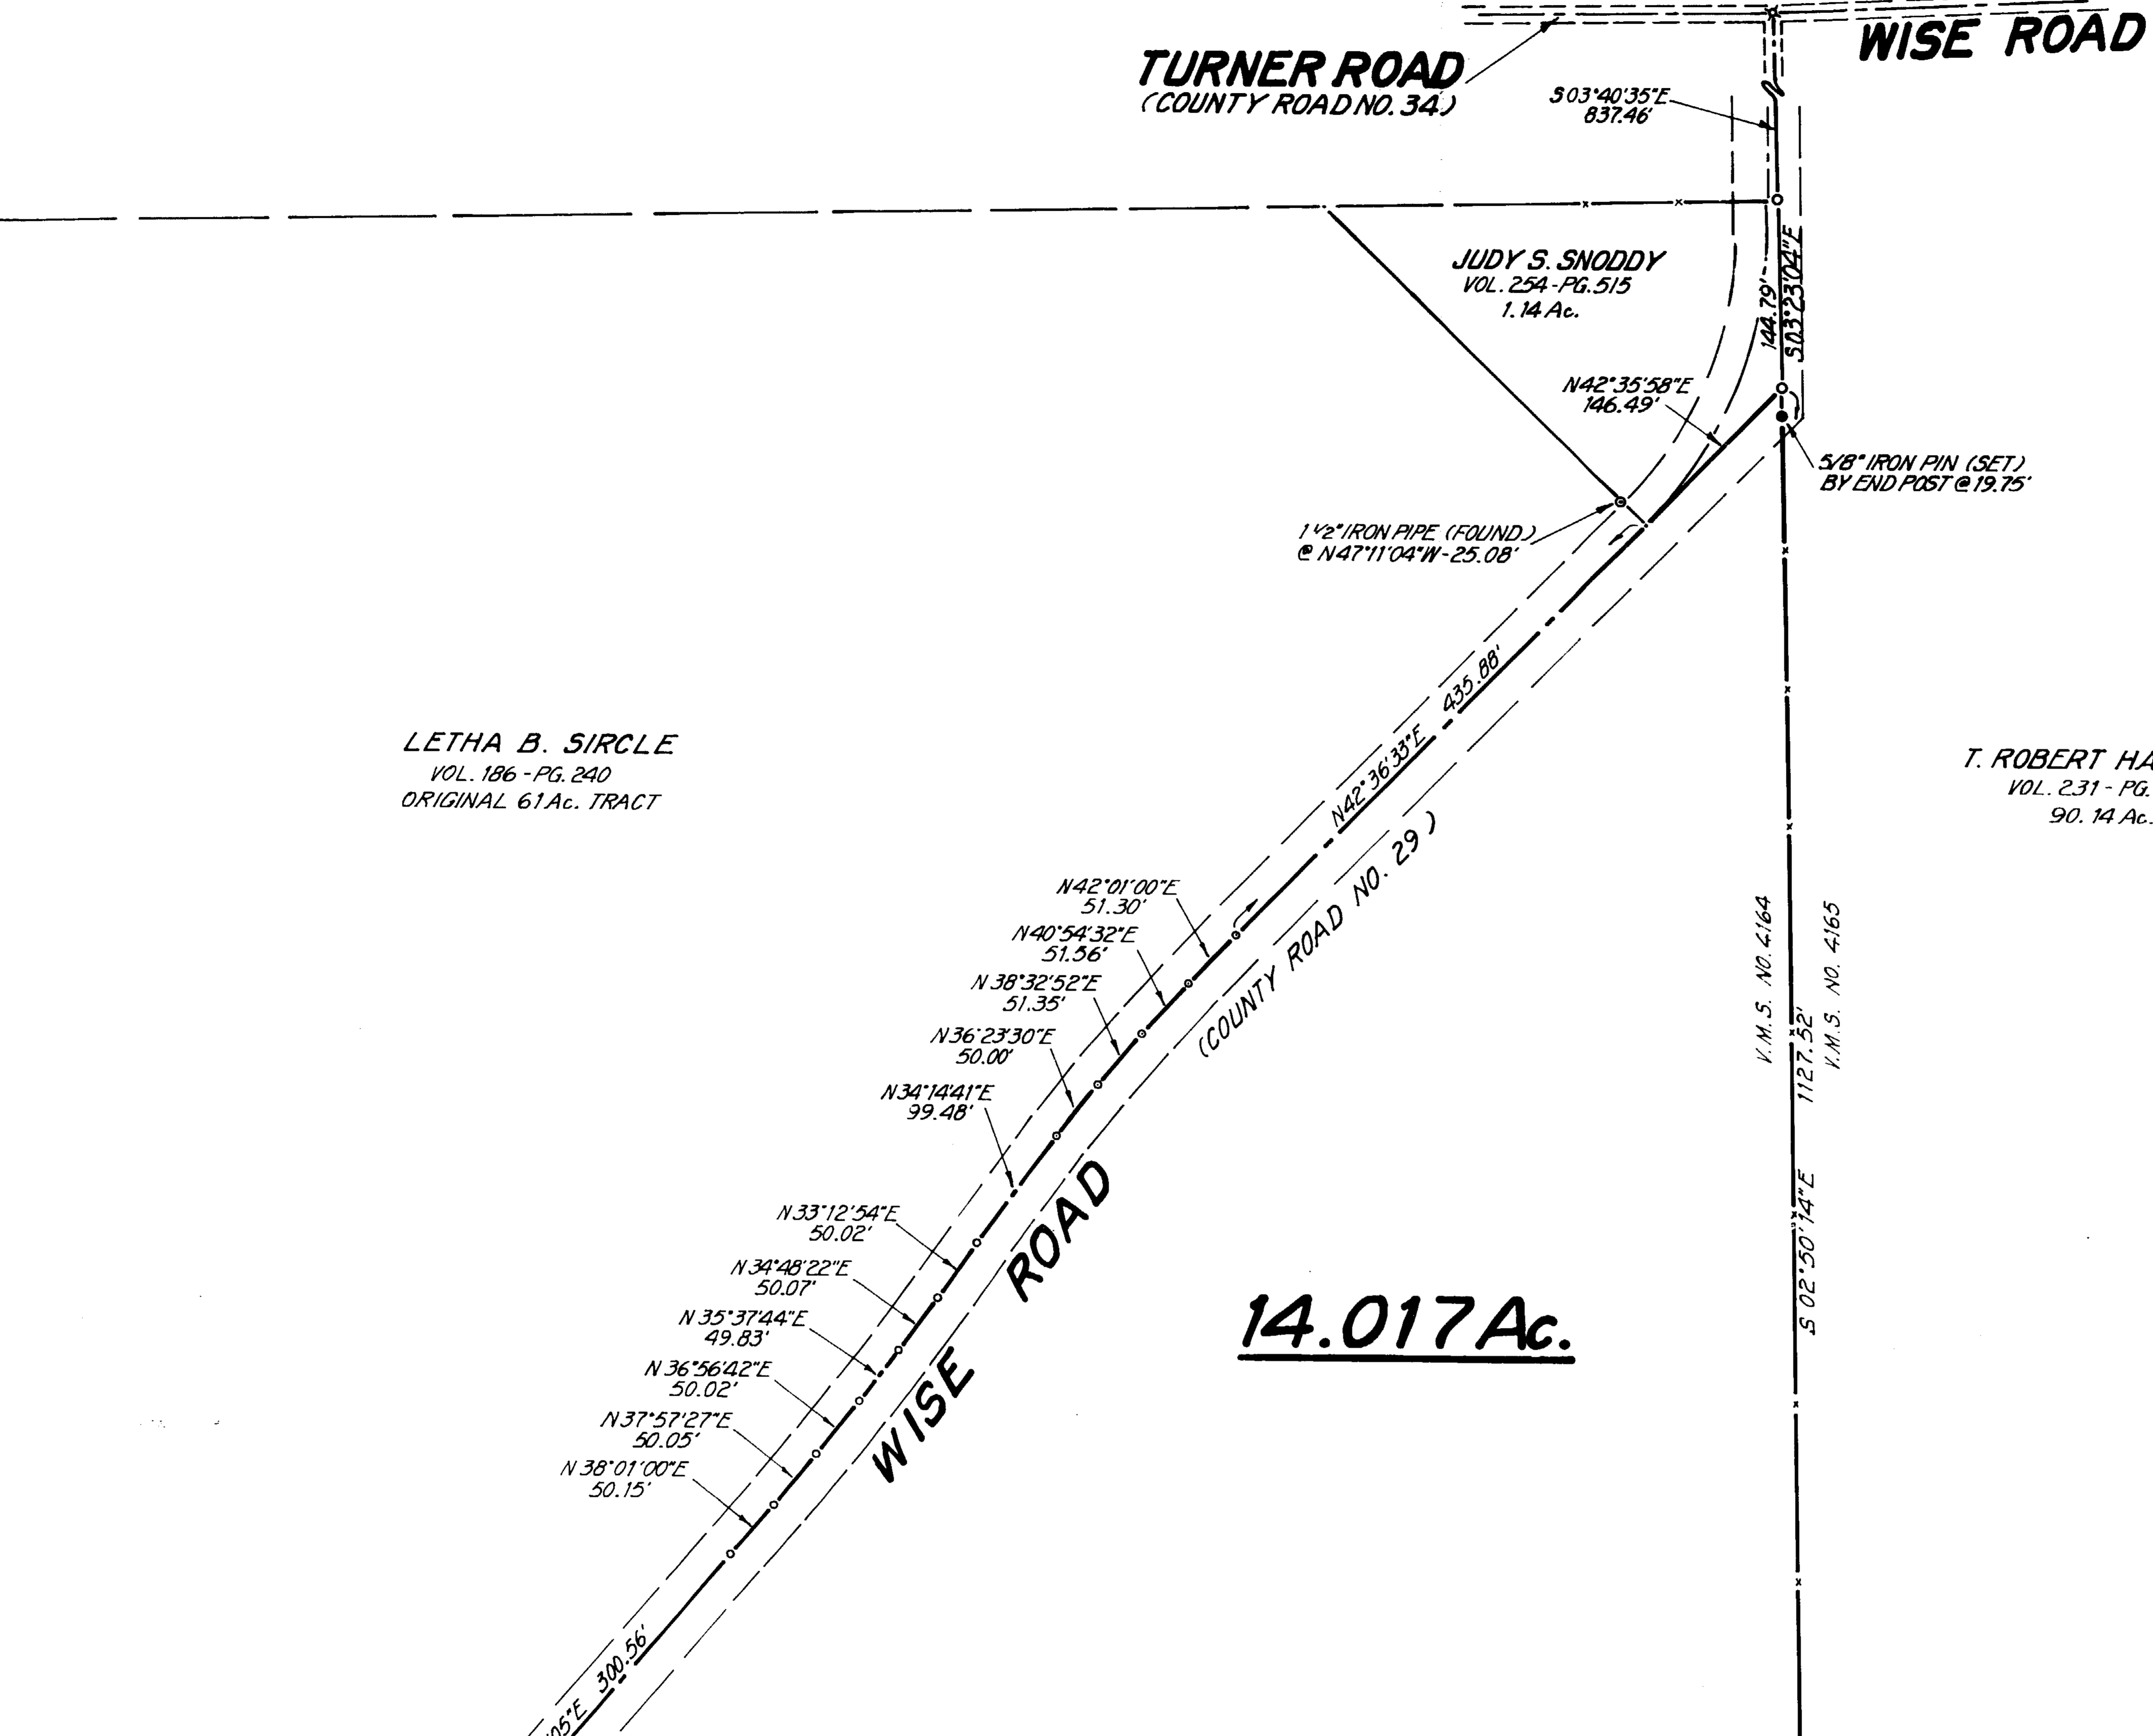 WISE ROAD
TURNER ROAD
(COUNTY ROAD NO. 34)
S03°40'35"E
837.46'
JUDY S. SNODDY
VOL. 254 - PG. 515
1.14 Ac.
144.79'
S03°23'04"E
N42°35'58"E
146.49'
5/8" IRON PIN (SET)
BY END POST @ 19.75'
1 1/2" IRON PIPE (FOUND)
@ N47°11'04"W - 25.08'
N42°36'33"E 435.88'
LETHA B. SIRCLE
VOL. 186 - PG. 240
ORIGINAL 61 Ac. TRACT
T. ROBERT HA
VOL. 231 - PG.
90.14 Ac.
(COUNTY ROAD NO. 29)
N42°01'00"E
51.30'
N40°54'32"E
51.56'
N38°32'52"E
51.35'
N36°23'30"E
50.00'
N34°14'41"E
99.48'
V.M.S. NO. 4164
V.M.S. NO. 4165
S 02°50'14"E 1127.52'
N33°12'54"E
50.02'
N34°48'22"E
50.07'
N35°37'44"E
49.83'
N36°56'42"E
50.02'
N37°57'27"E
50.05'
N38°01'00"E
50.15'
WISE ROAD
14.017 Ac.
05"E 300.56'